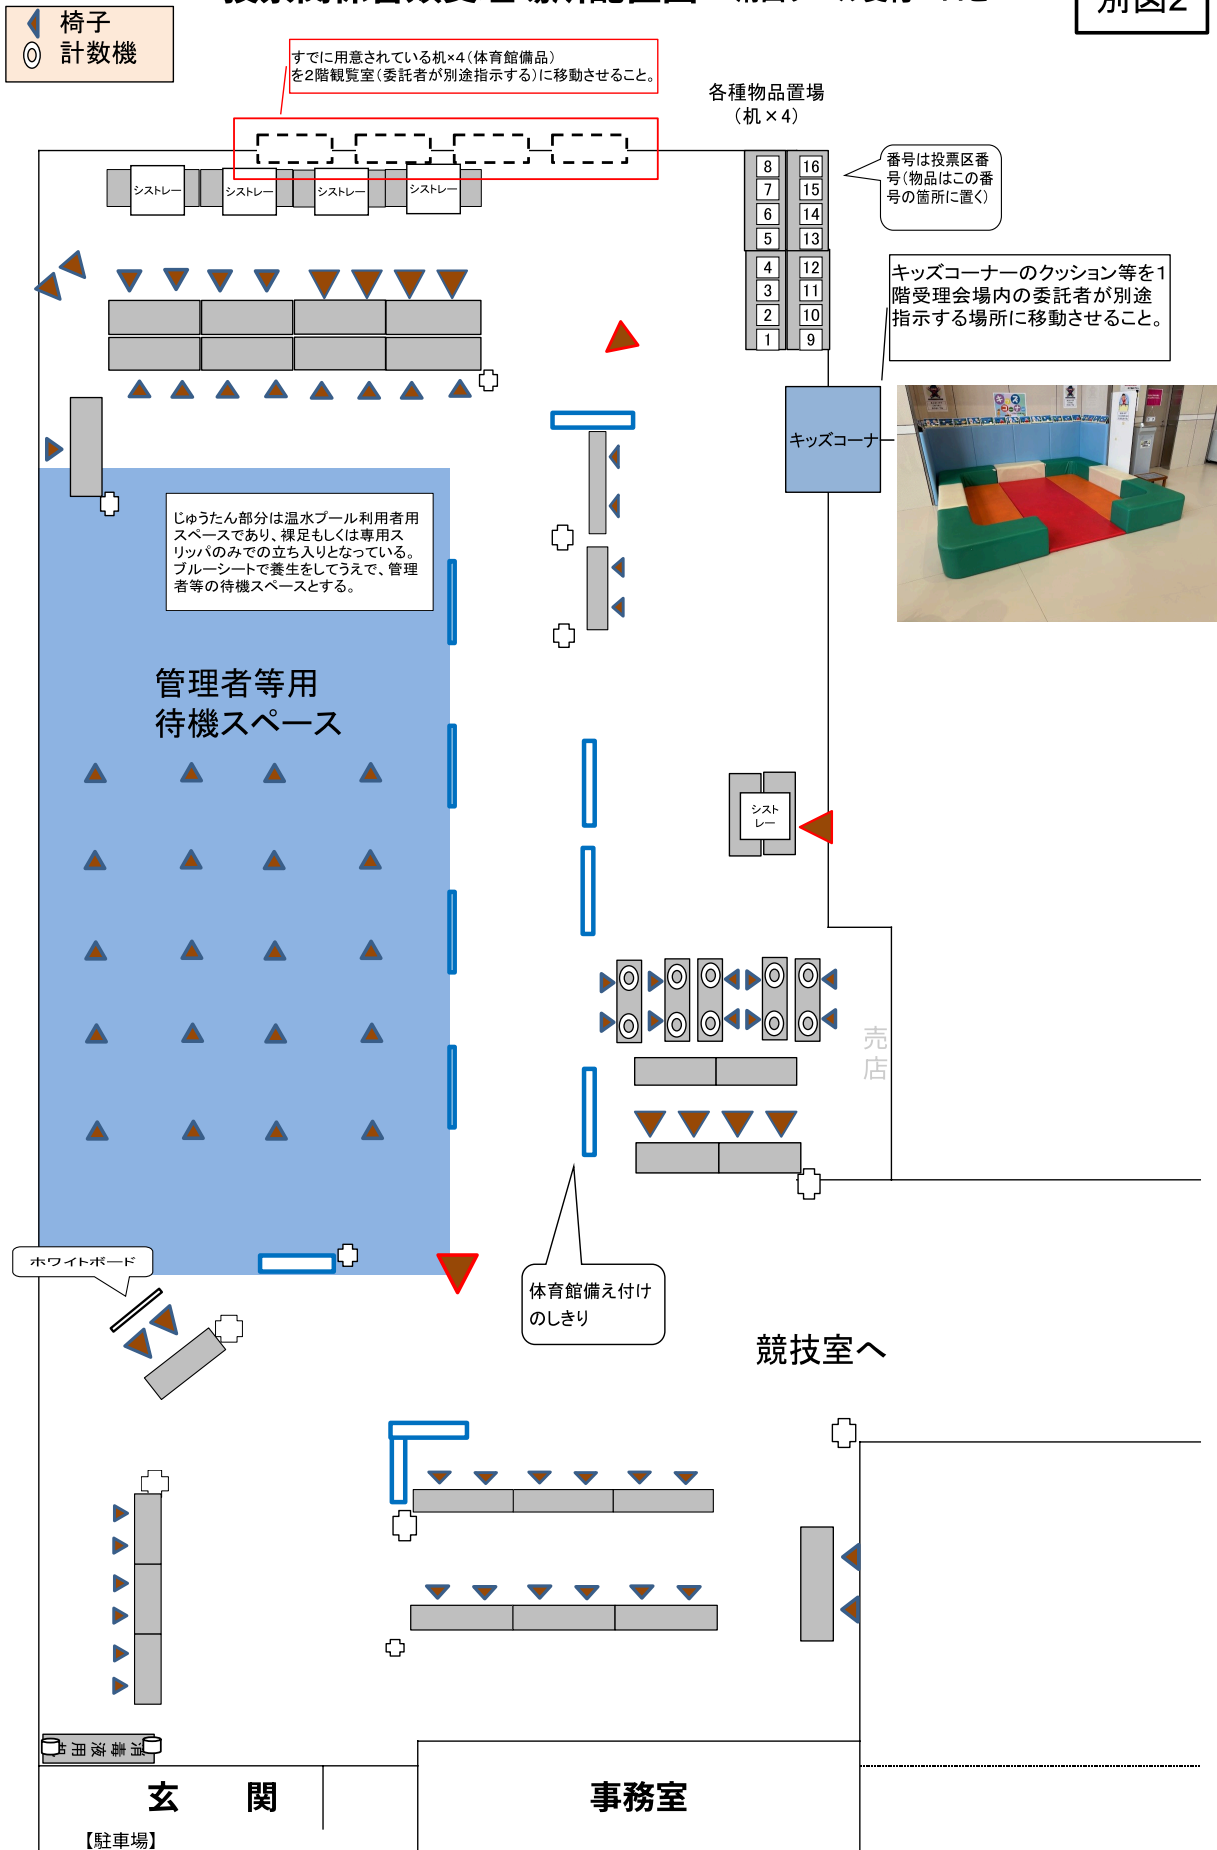 別図2
椅子
計数機
すでに用意されている机×4(体育館備品)
を2階観覧室(委託者が別途指示する)に移動させること。
各種物品置場
(机×4)
番号は投票区番
号(物品はこの番
号の箇所に置く)
8 16
7 15
6 14
5 13
4 12
3 11
2 10
1 9
シストレー シストレー シストレー シストレー
キッズコーナーのクッション等を1
階受理会場内の委託者が別途
指示する場所に移動させること。
キッズコーナー
じゅうたん部分は温水プール利用者用
スペースであり、裸足もしくは専用ス
リッパのみでの立ち入りとなっている。
ブルーシートで養生をしてうえで、管理
者等の待機スペースとする。
管理者等用
待機スペース
シスト
レー
売
店
ホワイトボード
体育館備え付け
のしきり
競技室へ
消毒液用
玄 関
事務室
【駐車場】